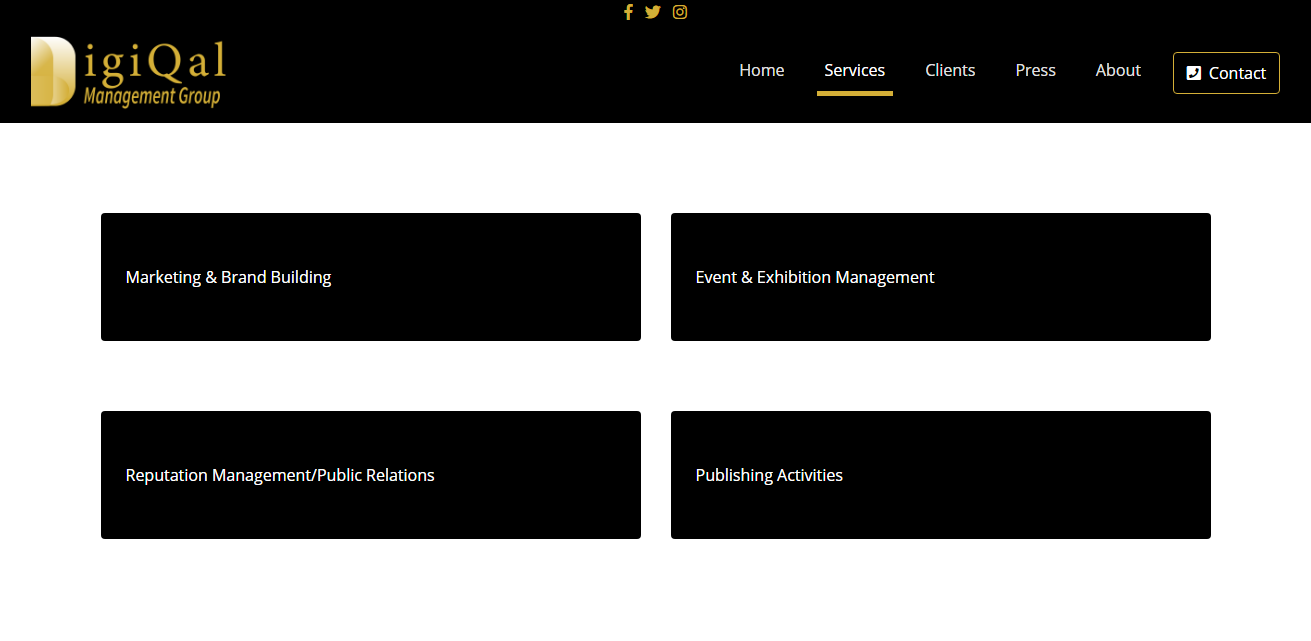 DigiQal
Management Group
Home Services Clients Press About Contact
Marketing & Brand Building
Event & Exhibition Management
Reputation Management/Public Relations
Publishing Activities